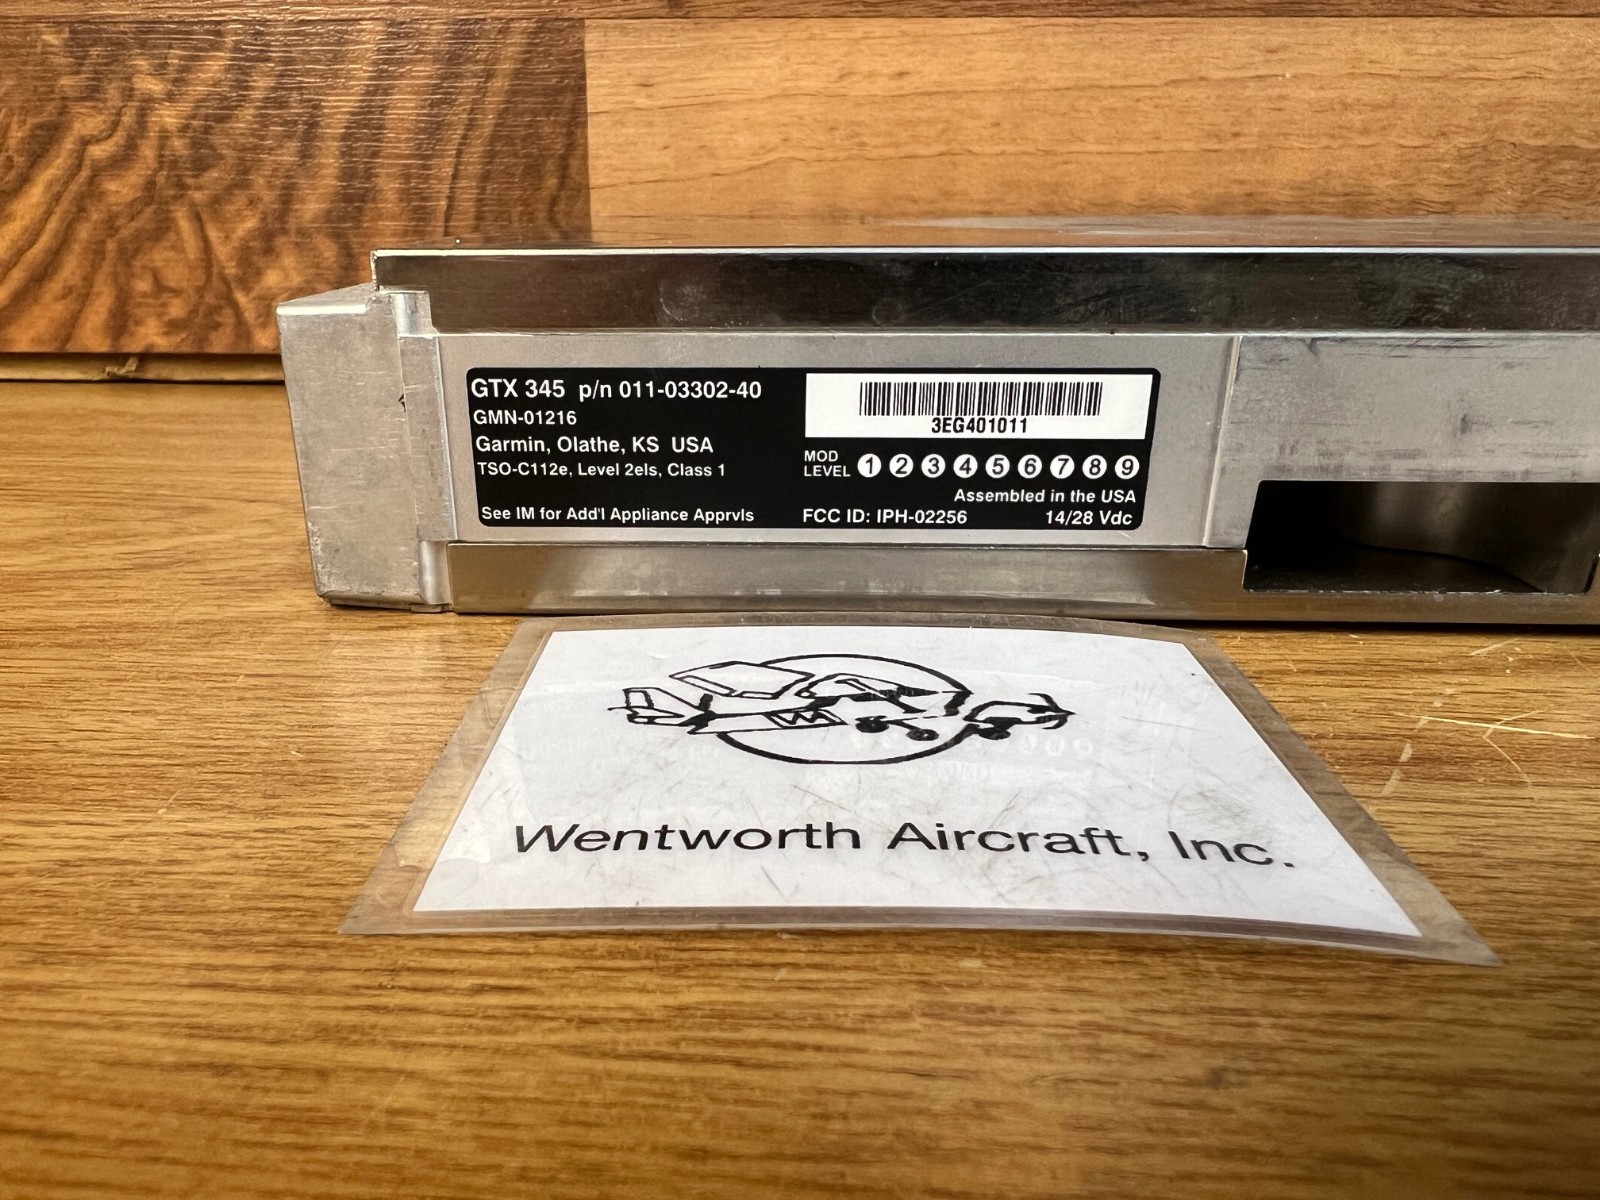 GTX 345 p/n 011-03302-40
GMN-01216
Garmin, Olathe, KS USA
TSO-C112e, Level 2els, Class 1
See IM for Add'l Appliance Apprvls
3EG401011
MOD
LEVEL 1 2 3 4 5 6 7 8 9
Assembled in the USA
FCC ID: IPH-02256 14/28 Vdc
W
Wentworth Aircraft, Inc.